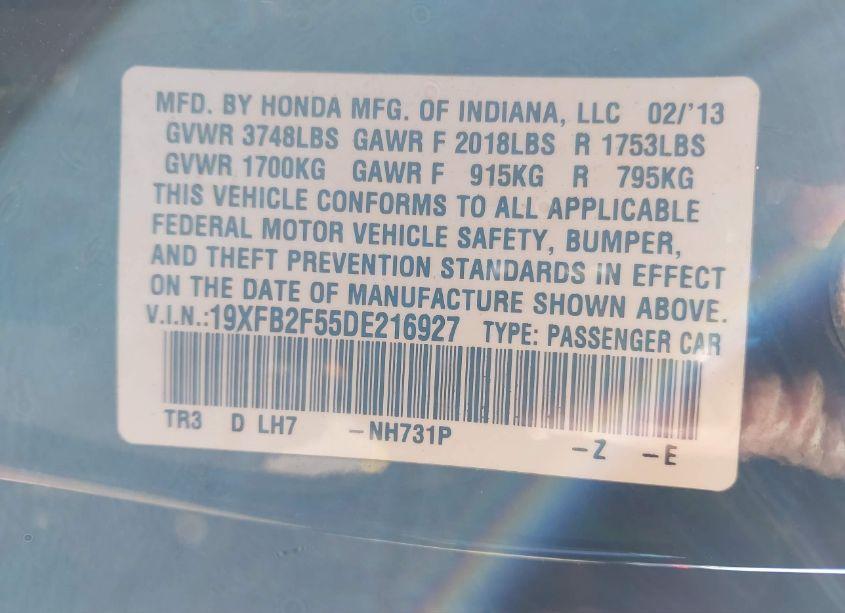 MFD. BY HONDA MFG. OF INDIANA, LLC 02/'13
GVWR 3748LBS GAWR F 2018LBS R 1753LBS
GVWR 1700KG GAWR F 915KG R 795KG
THIS VEHICLE CONFORMS TO ALL APPLICABLE
FEDERAL MOTOR VEHICLE SAFETY, BUMPER,
AND THEFT PREVENTION STANDARDS IN EFFECT
ON THE DATE OF MANUFACTURE SHOWN ABOVE.
V.I.N.:19XFB2F55DE216927 TYPE: PASSENGER CAR
TR3 D LH7 -NH731P -Z -E